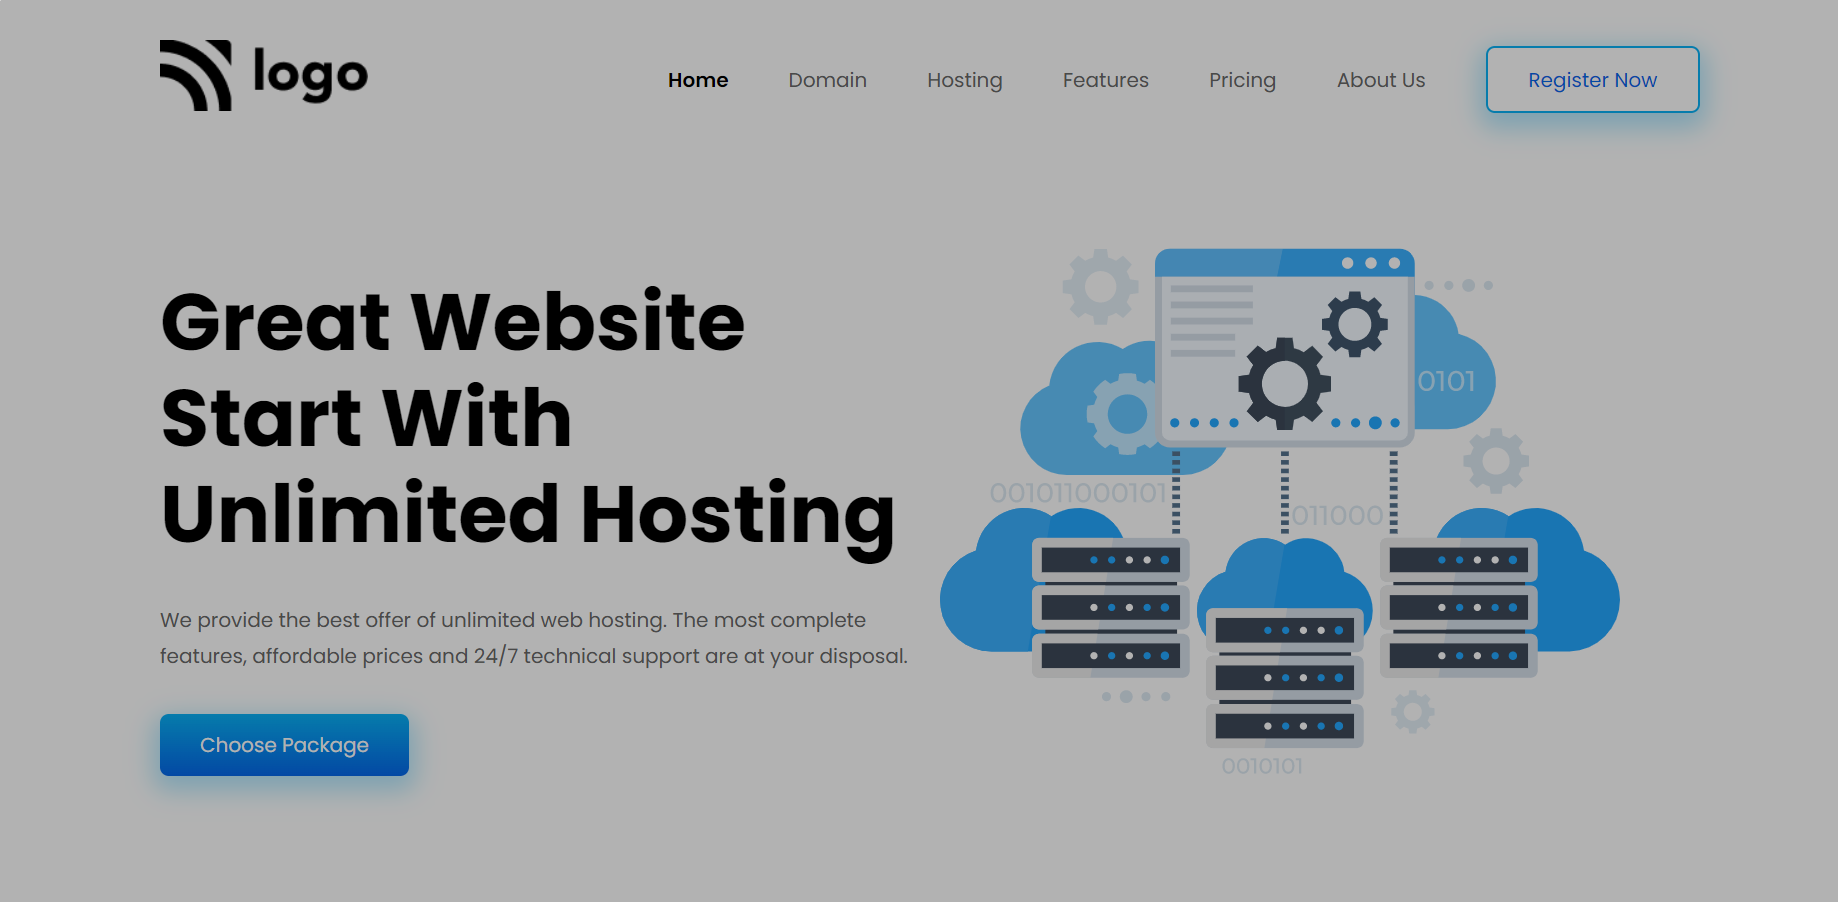 logo
Home Domain Hosting Features Pricing About Us Register Now
Great Website
Start With
Unlimited Hosting
We provide the best offer of unlimited web hosting. The most complete
features, affordable prices and 24/7 technical support are at your disposal.
Choose Package
0101
001011000101
011000
0010101